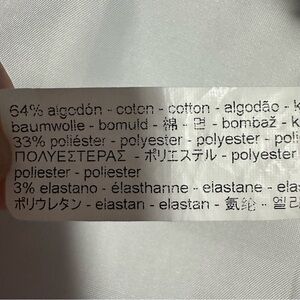 64% algodón - coton - cotton - algodão - k
baumwolle - bomuld - 棉 - 면 - bombaž - k
33% poliéster - polyester - polyester - poli
ΠΟΛΥΕΣΤΕΡΑΣ - ポリエステル - polyester
poliester - poliester
3% elastano - élasthanne - elastane - ela
ポリウレタン - elastan - elastan - 氨纶 - 엘라